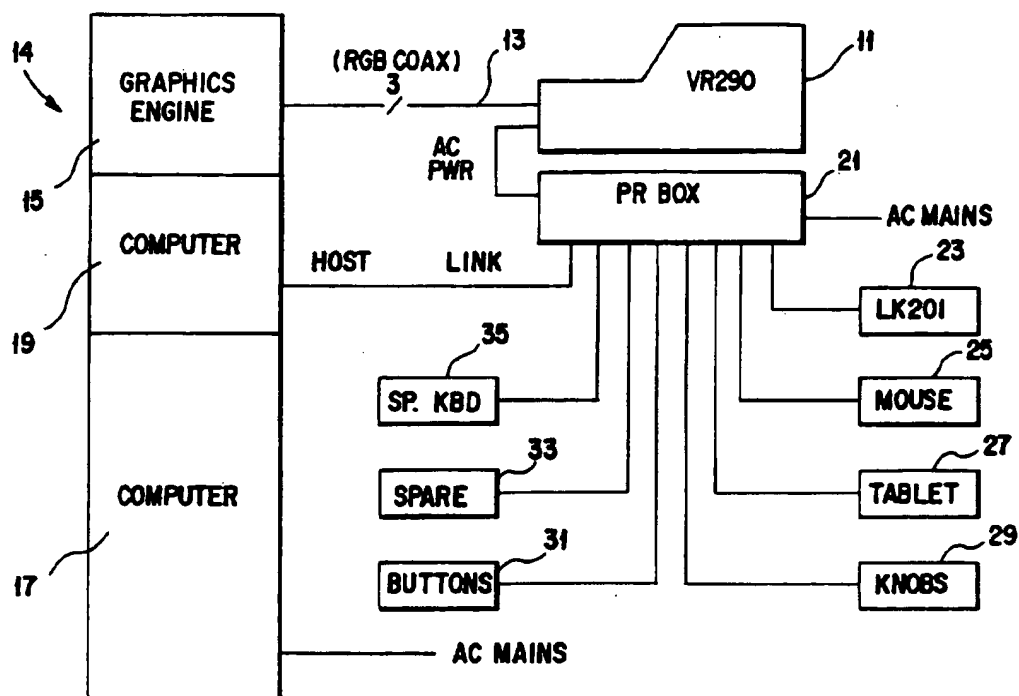 14
GRAPHICS
ENGINE
15
(RGB COAX)
3
13
VR290
11
AC
PWR
PR BOX
21
AC MAINS
COMPUTER
19
HOST LINK
23
LK201
35
SP. KBD
25
MOUSE
33
SPARE
27
TABLET
COMPUTER
17
31
BUTTONS
29
KNOBS
AC MAINS